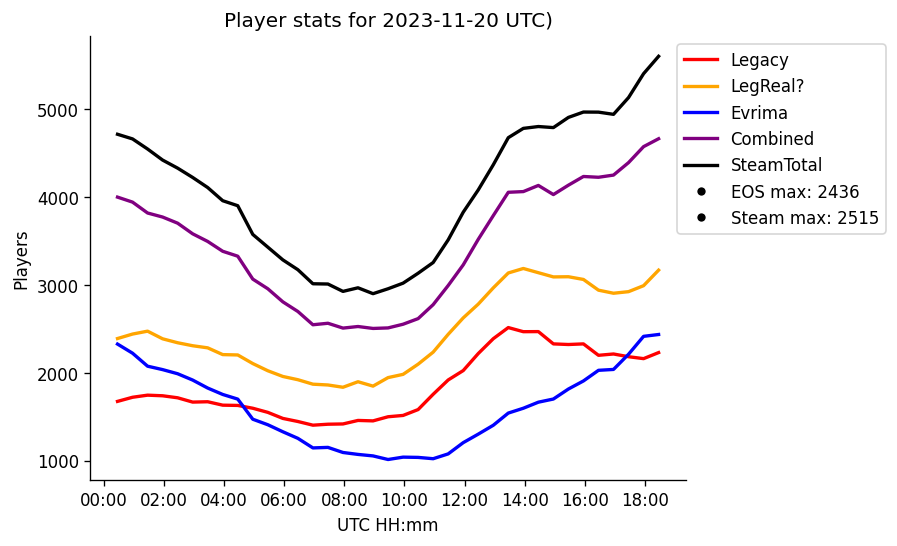 Player stats for 2023-11-20 UTC)
Legacy
LegReal?
Evrima
Combined
SteamTotal
EOS max: 2436
Steam max: 2515
Players
5000
4000
3000
2000
1000
00:00 02:00 04:00 06:00 08:00 10:00 12:00 14:00 16:00 18:00
UTC HH:mm